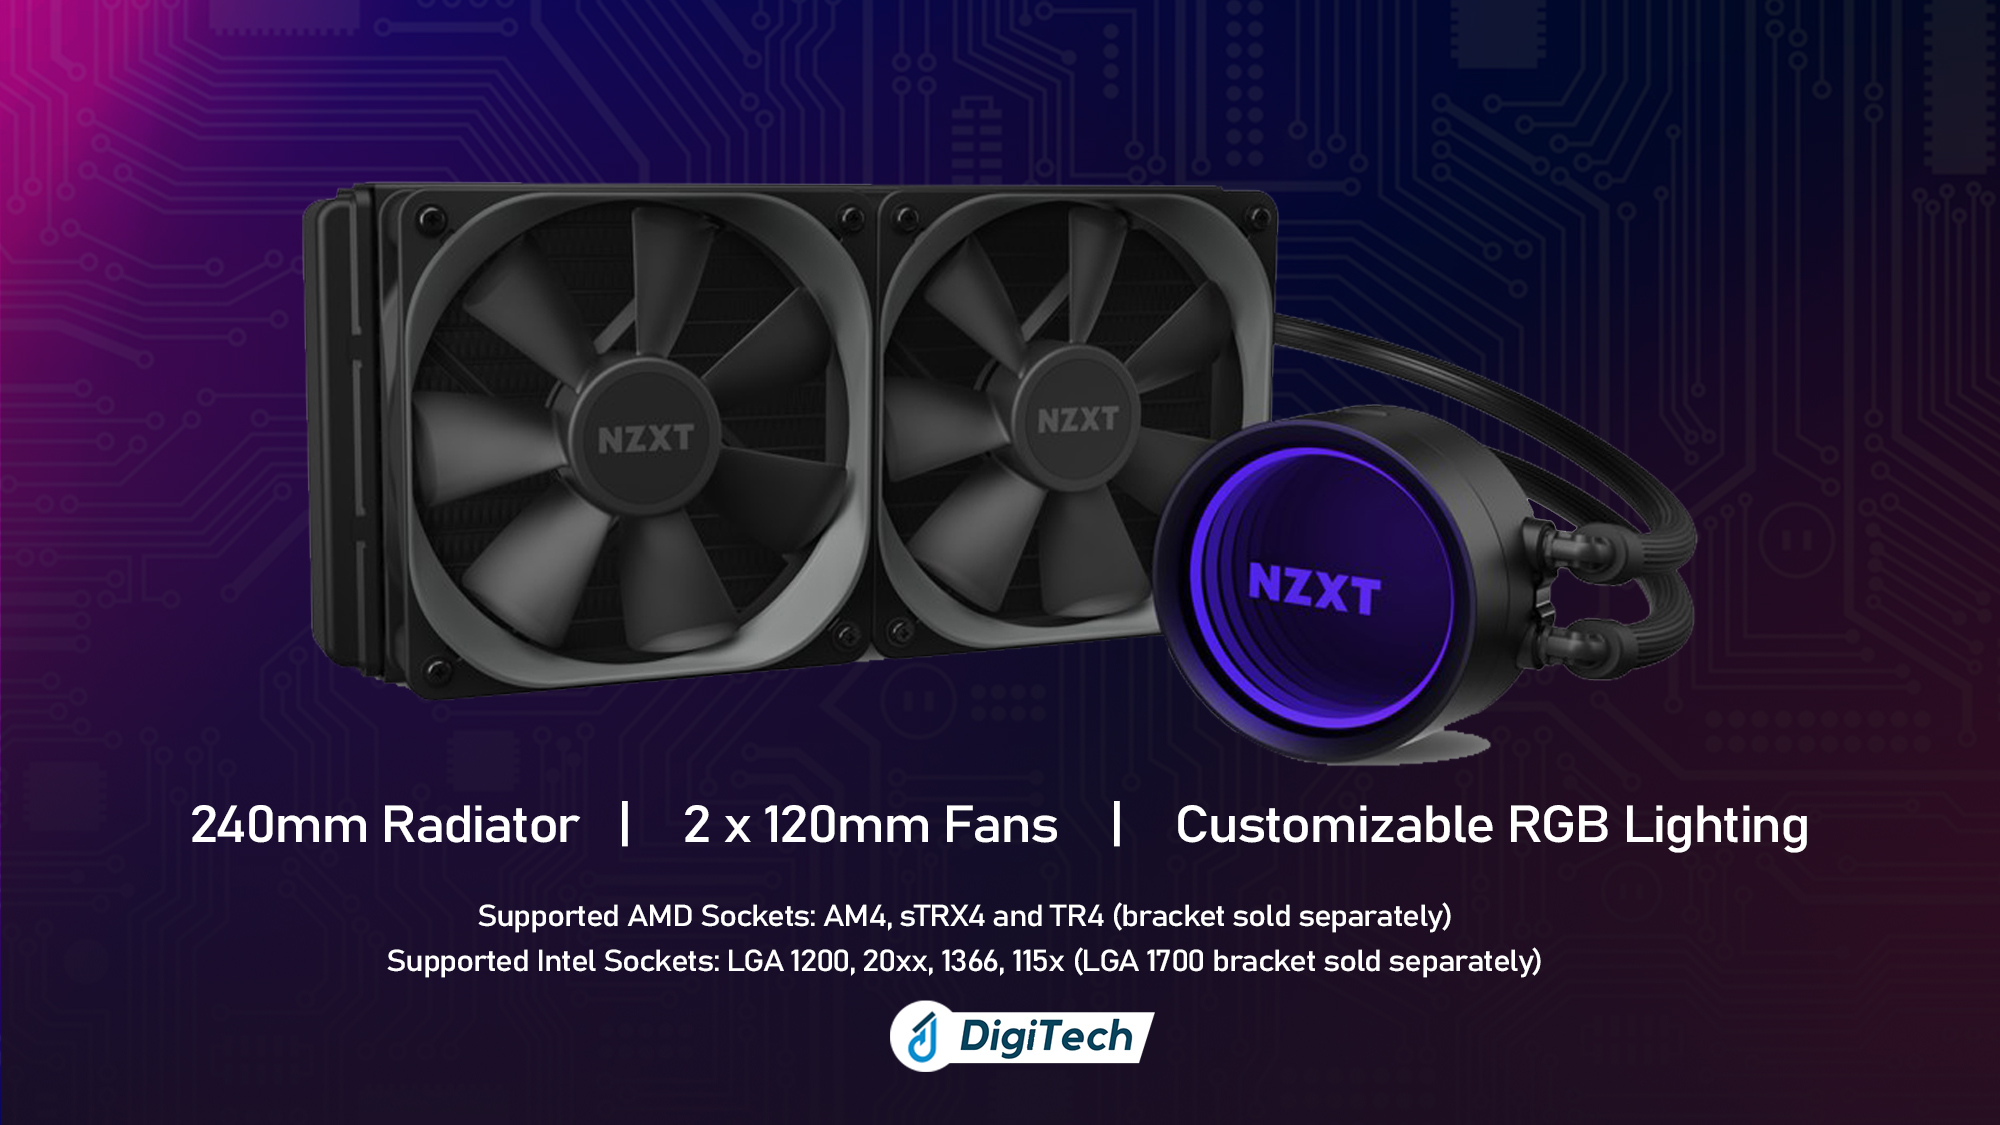 NZXT
NZXT
NZXT
240mm Radiator | 2 x 120mm Fans | Customizable RGB Lighting
Supported AMD Sockets: AM4, sTRX4 and TR4 (bracket sold separately)
Supported Intel Sockets: LGA 1200, 20xx, 1366, 115x (LGA 1700 bracket sold separately)
DigiTech